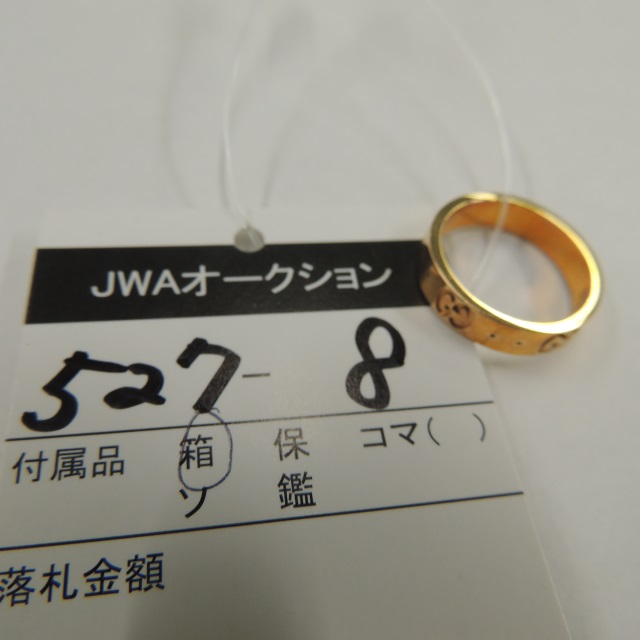 JWAオークション
527-8
付属品 箱 保 コマ( )
ソ 鑑
落札金額